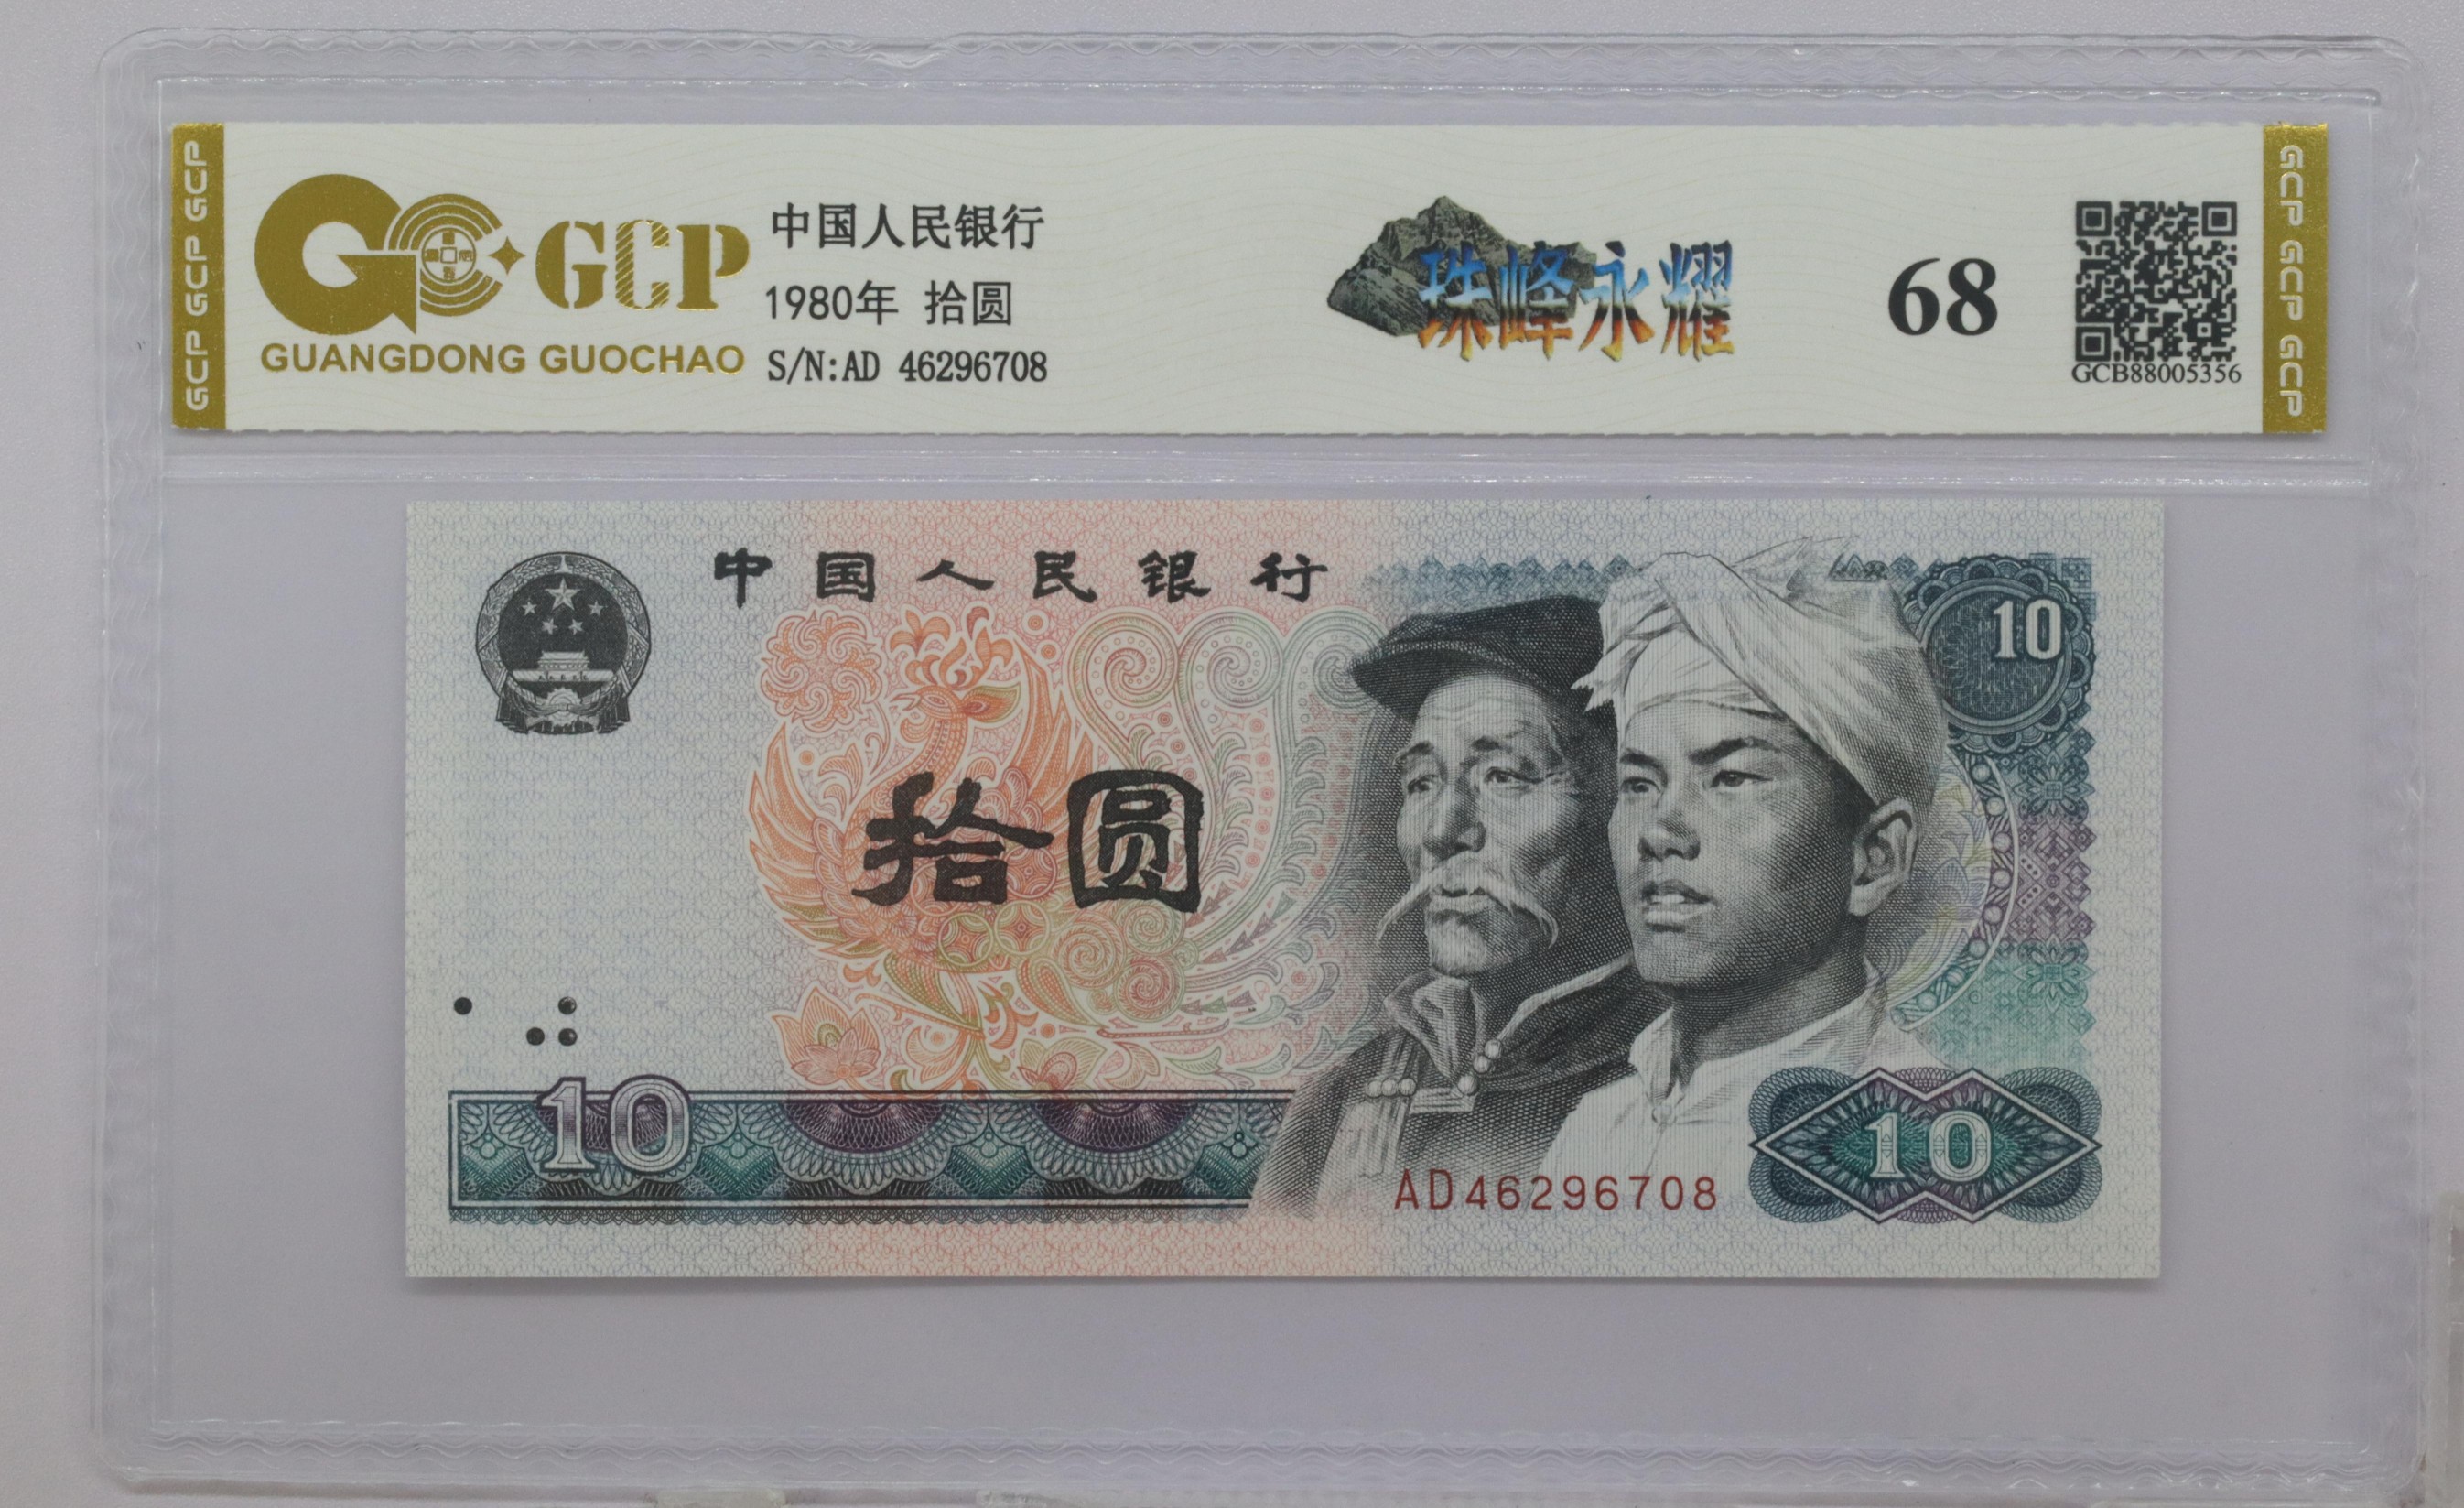 GCP GCP GCP
GCP
GUANGDONG GUOCHAO
中国人民银行
1980年 拾圆
S/N:AD 46296708
珠峰永耀
68
GCB88005356
GCP GCP GCP
中国人民银行
10
拾圆
10
AD46296708
10